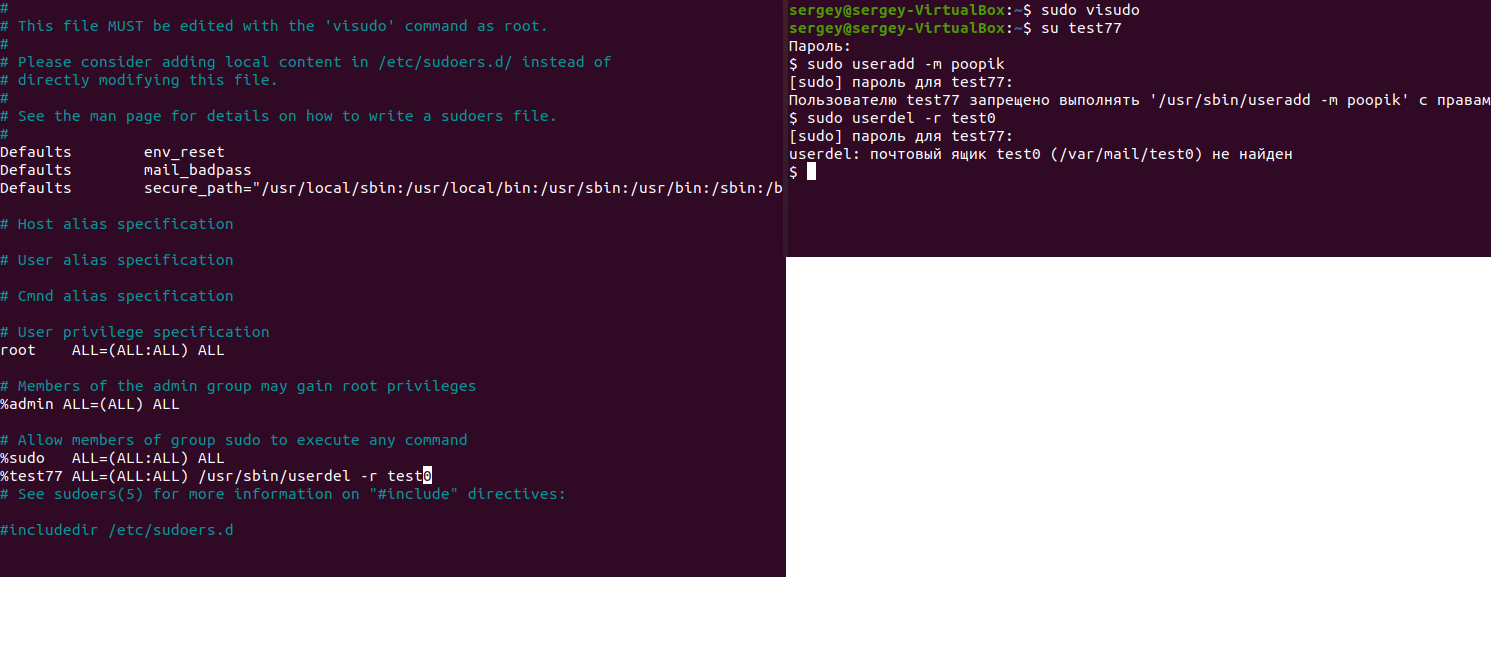 #
# This file MUST be edited with the 'visudo' command as root.
#
# Please consider adding local content in /etc/sudoers.d/ instead of
# directly modifying this file.
#
# See the man page for details on how to write a sudoers file.
#
Defaults        env_reset
Defaults        mail_badpass
Defaults        secure_path="/usr/local/sbin:/usr/local/bin:/usr/sbin:/usr/bin:/sbin:/b

# Host alias specification

# User alias specification

# Cmnd alias specification

# User privilege specification
root    ALL=(ALL:ALL) ALL

# Members of the admin group may gain root privileges
%admin ALL=(ALL) ALL

# Allow members of group sudo to execute any command
%sudo   ALL=(ALL:ALL) ALL
%test77 ALL=(ALL:ALL) /usr/sbin/userdel -r test0
# See sudoers(5) for more information on "#include" directives:

#includedir /etc/sudoers.d

sergey@sergey-VirtualBox:~$ sudo visudo
sergey@sergey-VirtualBox:~$ su test77
Пароль:
$ sudo useradd -m poopik
[sudo] пароль для test77:
Пользователю test77 запрещено выполнять '/usr/sbin/useradd -m poopik' с правам
$ sudo userdel -r test0
[sudo] пароль для test77:
userdel: почтовый ящик test0 (/var/mail/test0) не найден
$